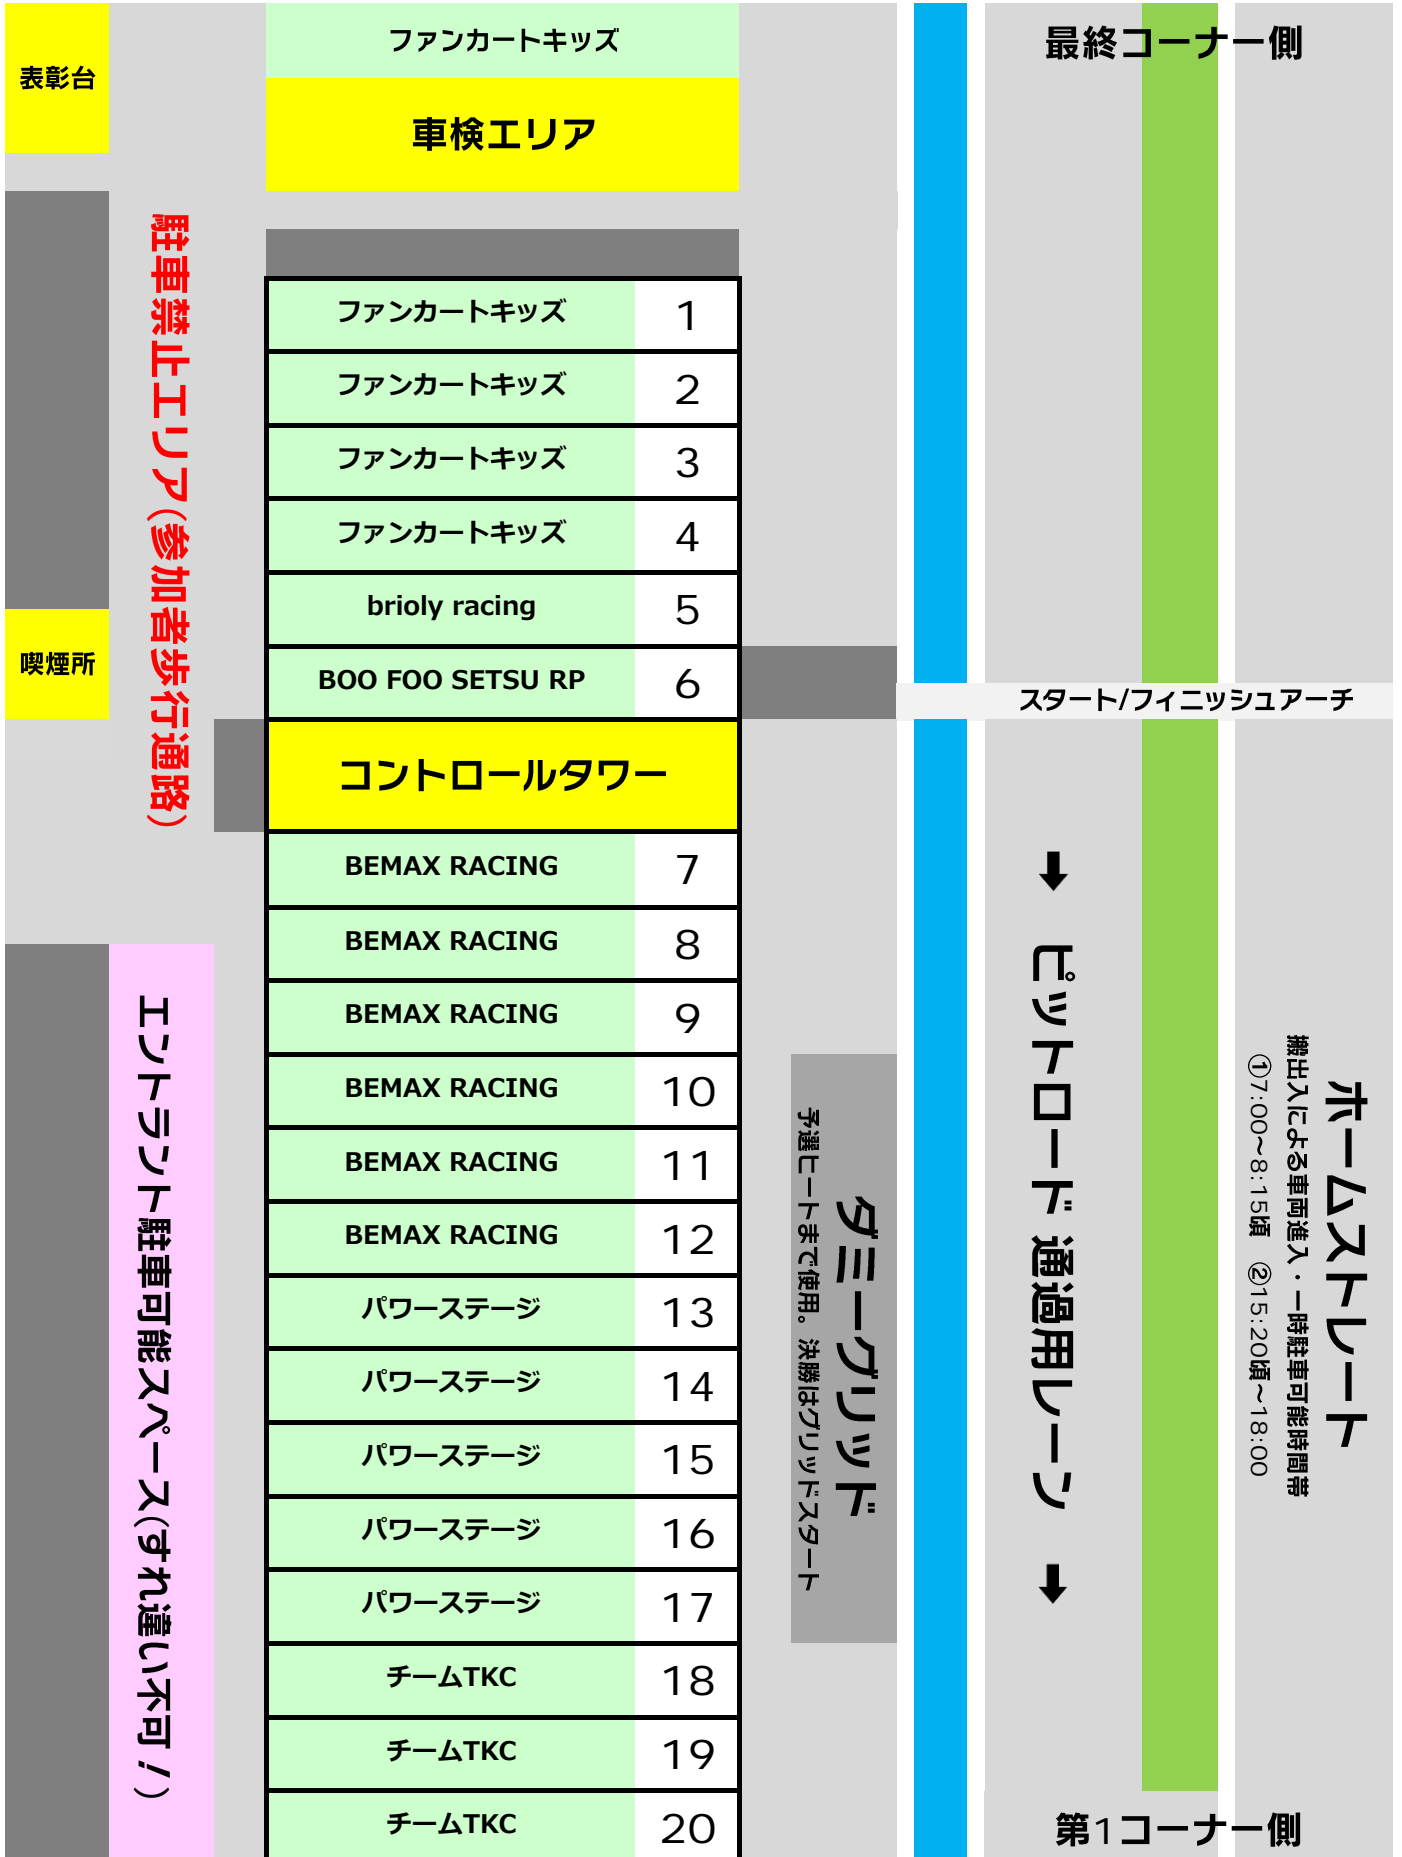 ファンカートキッズ
最終コーナー側
表彰台
車検エリア
駐車禁止エリア(参加者歩行通路)
ファンカートキッズ 1
ファンカートキッズ 2
ファンカートキッズ 3
ファンカートキッズ 4
brioly racing 5
喫煙所
BOO FOO SETSU RP 6
スタート/フィニッシュアーチ
コントロールタワー
BEMAX RACING 7
BEMAX RACING 8
BEMAX RACING 9
BEMAX RACING 10
BEMAX RACING 11
BEMAX RACING 12
パワーステージ 13
パワーステージ 14
パワーステージ 15
パワーステージ 16
パワーステージ 17
チームTKC 18
チームTKC 19
チームTKC 20
エントラント駐車可能スペース(すれ違い不可！)
ダミーグリッド
予選ヒートまで使用。決勝はグリッドスタート
➡ ピットロード 通過用レーン ➡
ホームストレート
搬出入による車両進入・一時駐車可能時間帯
①7:00~8:15頃 ②15:20頃~18:00
第1コーナー側